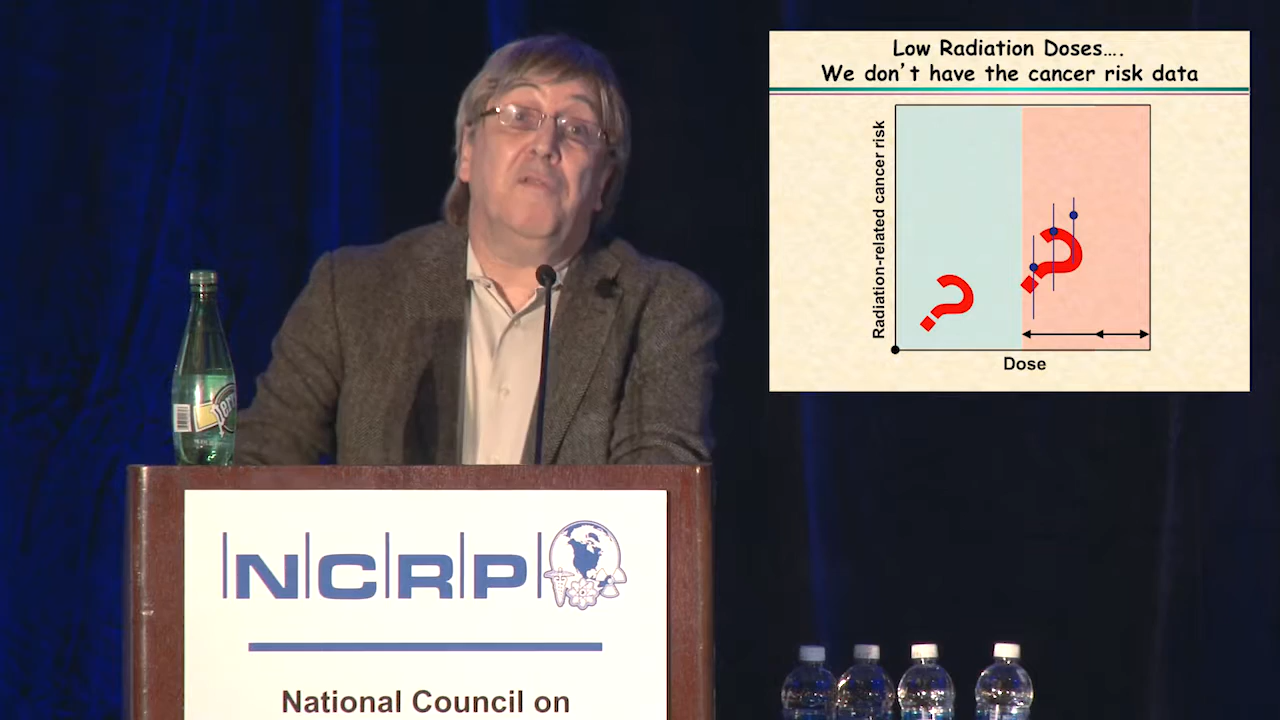 Low Radiation Doses....
We don't have the cancer risk data
Radiation-related cancer risk
Dose
NCRP
National Council on